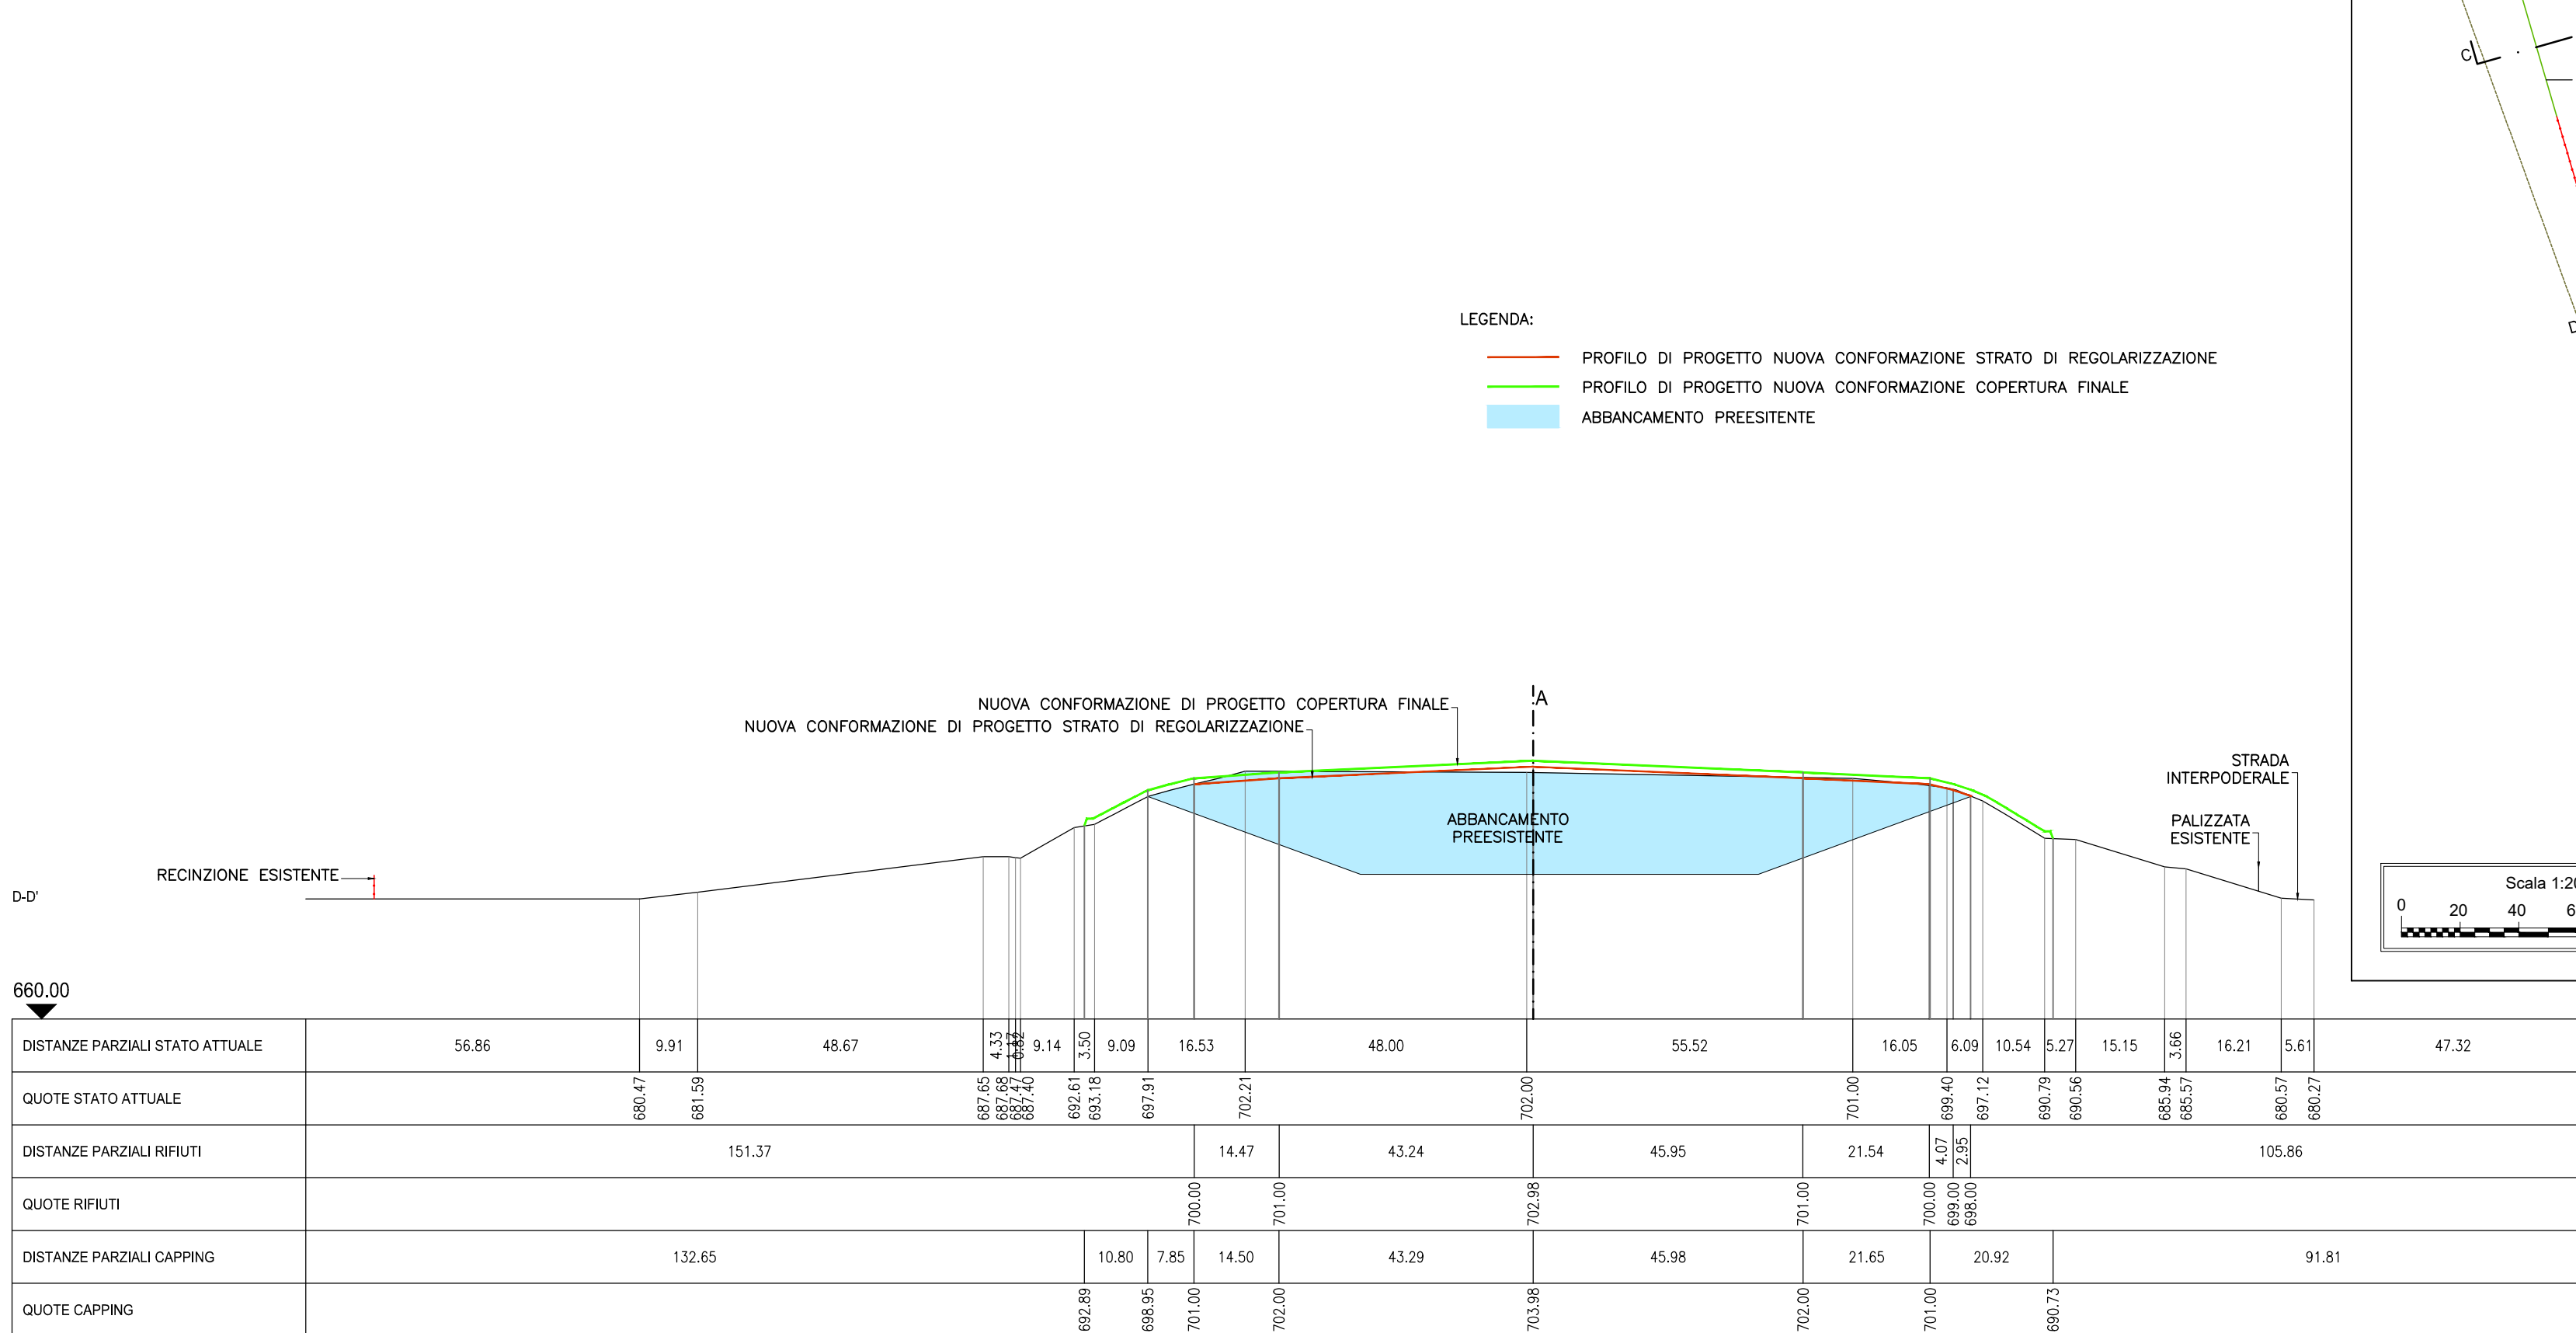 C
D
LEGENDA:
PROFILO DI PROGETTO NUOVA CONFORMAZIONE STRATO DI REGOLARIZZAZIONE
PROFILO DI PROGETTO NUOVA CONFORMAZIONE COPERTURA FINALE
ABBANCAMENTO PREESITENTE
A
NUOVA CONFORMAZIONE DI PROGETTO COPERTURA FINALE
NUOVA CONFORMAZIONE DI PROGETTO STRATO DI REGOLARIZZAZIONE
STRADA
INTERPODERALE
ABBANCAMENTO
PREESISTENTE
PALIZZATA
ESISTENTE
RECINZIONE ESISTENTE
D-D'
Scala 1:20
0 20 40 6
660.00
DISTANZE PARZIALI STATO ATTUALE 56.86 9.91 48.67 4.33 1.17 0.82 9.14 3.50 9.09 16.53 48.00 55.52 16.05 6.09 10.54 5.27 15.15 3.66 16.21 5.61 47.32
QUOTE STATO ATTUALE 680.47 681.59 687.65 687.68 687.47 687.40 692.61 693.18 697.91 702.21 702.00 701.00 699.40 697.12 690.79 690.56 685.94 685.57 680.57 680.27
DISTANZE PARZIALI RIFIUTI 151.37 14.47 43.24 45.95 21.54 4.07 2.95 105.86
QUOTE RIFIUTI 700.00 701.00 702.98 701.00 700.00 699.00 698.00
DISTANZE PARZIALI CAPPING 132.65 10.80 7.85 14.50 43.29 45.98 21.65 20.92 91.81
QUOTE CAPPING 692.89 698.95 701.00 702.00 703.98 702.00 701.00 690.73